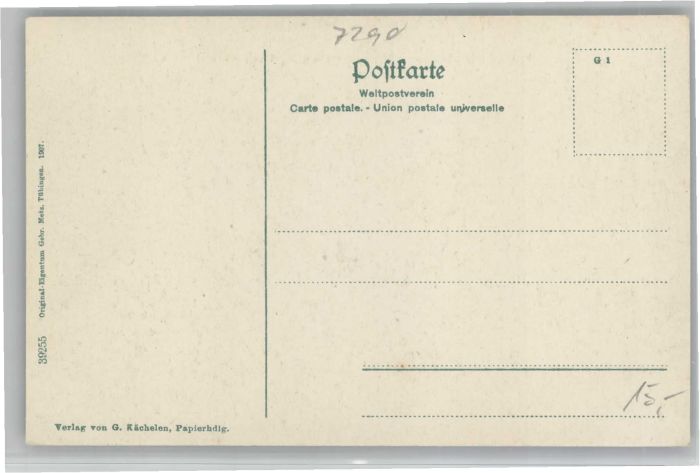 7290
Poſtkarte
Weltpostverein
Carte postale. - Union postale universelle
G 1
39255 Original-Eigentum Gebr. Metz, Tübingen. 1907.
15,-
Verlag von G. Kächelen, Papierhdlg.